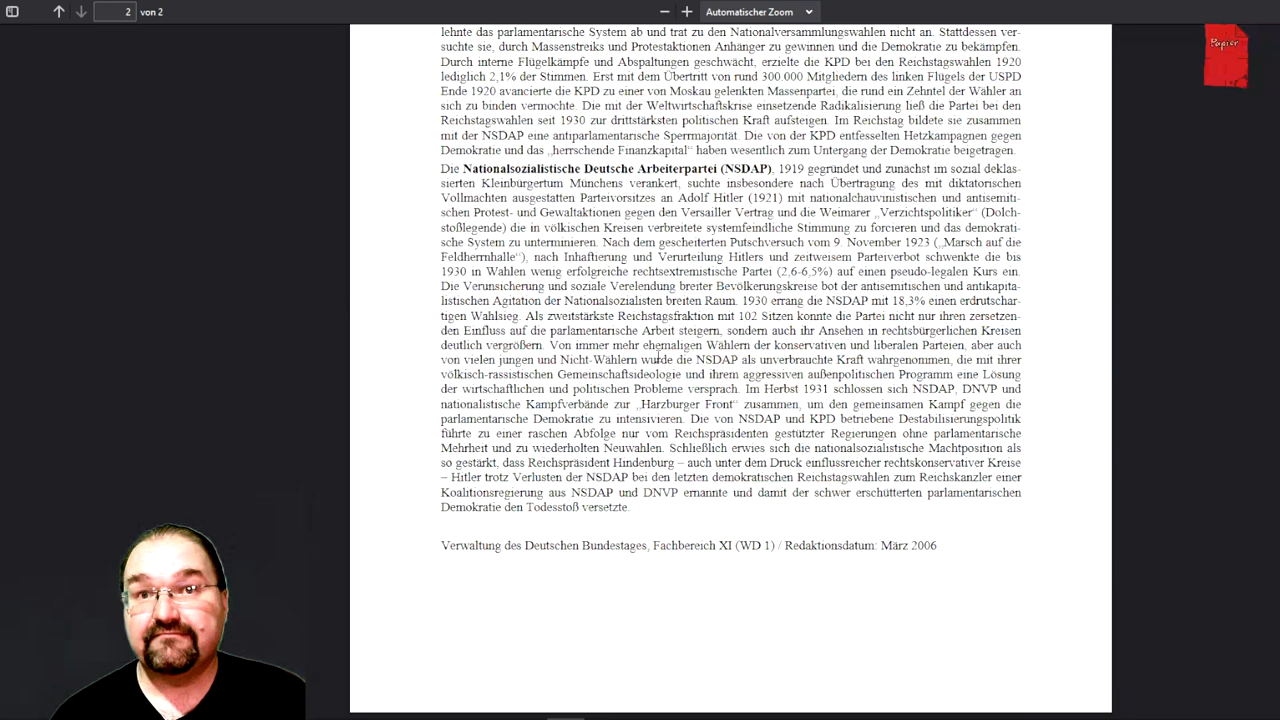 2 von 2 Automatischer Zoom
Papier
lehnte das parlamentarische System ab und trat zu den Nationalversammlungswahlen nicht an. Stattdessen ver-
suchte sie, durch Massenstreiks und Protestaktionen Anhänger zu gewinnen und die Demokratie zu bekämpfen.
Durch interne Flügelkämpfe und Abspaltungen geschwächt, erzielte die KPD bei den Reichstagswahlen 1920
lediglich 2,1% der Stimmen. Erst mit dem Übertritt von rund 300.000 Mitgliedern des linken Flügels der USPD
Ende 1920 avancierte die KPD zu einer von Moskau gelenkten Massenpartei, die rund ein Zehntel der Wähler an
sich zu binden vermochte. Die mit der Weltwirtschaftskrise einsetzende Radikalisierung ließ die Partei bei den
Reichstagswahlen seit 1930 zur drittstärksten politischen Kraft aufsteigen. Im Reichstag bildete sie zusammen
mit der NSDAP eine antiparlamentarische Sperrmajorität. Die von der KPD entfesselten Hetzkampagnen gegen
Demokratie und das „herrschende Finanzkapital“ haben wesentlich zum Untergang der Demokratie beigetragen.
Die Nationalsozialistische Deutsche Arbeiterpartei (NSDAP), 1919 gegründet und zunächst im sozial deklas-
sierten Kleinbürgertum Münchens verankert, suchte insbesondere nach Übertragung des mit diktatorischen
Vollmachten ausgestatten Parteivorsitzes an Adolf Hitler (1921) mit nationalchauvinistischen und antisemiti-
schen Protest- und Gewaltaktionen gegen den Versailler Vertrag und die Weimarer „Verzichtspolitiker“ (Dolch-
stoßlegende) die in völkischen Kreisen verbreitete systemfeindliche Stimmung zu forcieren und das demokrati-
sche System zu unterminieren. Nach dem gescheiterten Putschversuch vom 9. November 1923 („Marsch auf die
Feldherrnhalle“), nach Inhaftierung und Verurteilung Hitlers und zeitweisem Parteiverbot schwenkte die bis
1930 in Wahlen wenig erfolgreiche rechtsextremistische Partei (2,6-6,5%) auf einen pseudo-legalen Kurs ein.
Die Verunsicherung und soziale Verelendung breiter Bevölkerungskreise bot der antisemitischen und antikapita-
listischen Agitation der Nationalsozialisten breiten Raum. 1930 errang die NSDAP mit 18,3% einen erdrutschar-
tigen Wahlsieg. Als zweitstärkste Reichstagsfraktion mit 102 Sitzen konnte die Partei nicht nur ihren zersetzen-
den Einfluss auf die parlamentarische Arbeit steigern, sondern auch ihr Ansehen in rechtsbürgerlichen Kreisen
deutlich vergrößern. Von immer mehr ehemaligen Wählern der konservativen und liberalen Parteien, aber auch
von vielen jungen und Nicht-Wählern wurde die NSDAP als unverbrauchte Kraft wahrgenommen, die mit ihrer
völkisch-rassistischen Gemeinschaftsideologie und ihrem aggressiven außenpolitischen Programm eine Lösung
der wirtschaftlichen und politischen Probleme versprach. Im Herbst 1931 schlossen sich NSDAP, DNVP und
nationalistische Kampfverbände zur „Harzburger Front“ zusammen, um den gemeinsamen Kampf gegen die
parlamentarische Demokratie zu intensivieren. Die von NSDAP und KPD betriebene Destabilisierungspolitik
führte zu einer raschen Abfolge nur vom Reichspräsidenten gestützter Regierungen ohne parlamentarische
Mehrheit und zu wiederholten Neuwahlen. Schließlich erwies sich die nationalsozialistische Machtposition als
so gestärkt, dass Reichspräsident Hindenburg – auch unter dem Druck einflussreicher rechtskonservativer Kreise
– Hitler trotz Verlusten der NSDAP bei den letzten demokratischen Reichstagswahlen zum Reichskanzler einer
Koalitionsregierung aus NSDAP und DNVP ernannte und damit der schwer erschütterten parlamentarischen
Demokratie den Todesstoß versetzte.
Verwaltung des Deutschen Bundestages, Fachbereich XI (WD 1) / Redaktionsdatum: März 2006